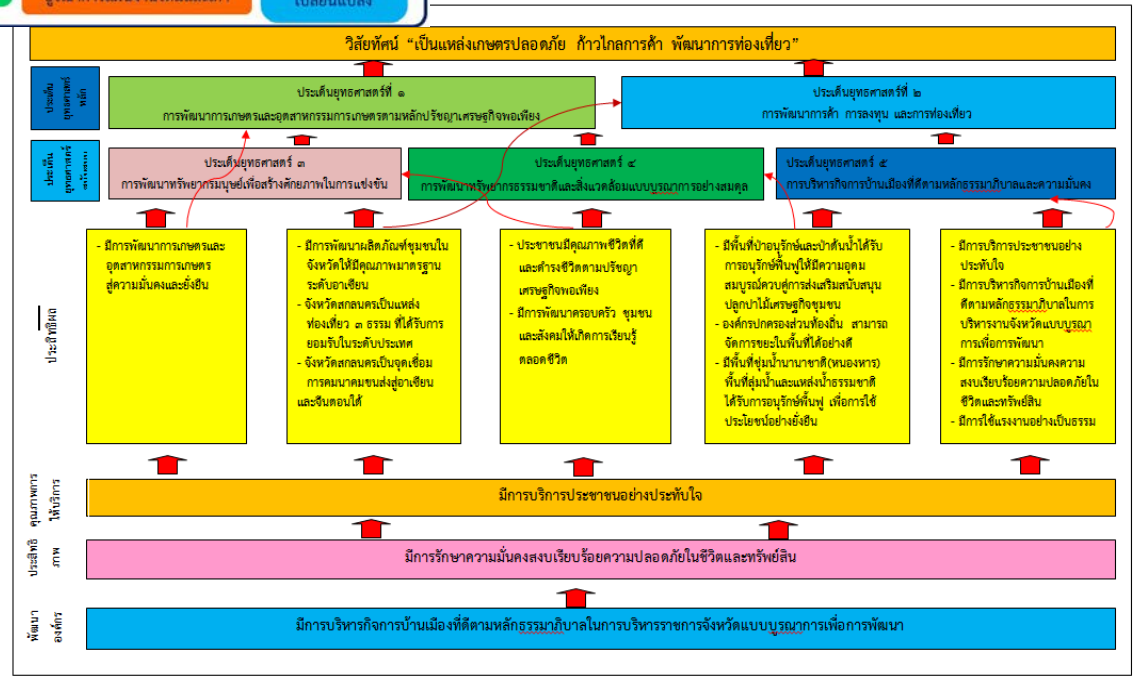 เปลี่ยนแปลง
วิสัยทัศน์ “เป็นแหล่งเกษตรปลอดภัย ก้าวไกลการค้า พัฒนาการท่องเที่ยว”
ประเด็น
ยุทธศาสตร์
หลัก
ประเด็นยุทธศาสตร์ที่ ๑
การพัฒนาการเกษตรและอุตสาหกรรมการเกษตรตามหลักปรัชญาเศรษฐกิจพอเพียง
ประเด็นยุทธศาสตร์ที่ ๒
การพัฒนาการค้า การลงทุน และการท่องเที่ยว
ประเด็น
ยุทธศาสตร์
ประเด็นยุทธศาสตร์ ๓
การพัฒนาทรัพยากรมนุษย์เพื่อสร้างศักยภาพในการแข่งขัน
ประเด็นยุทธศาสตร์ ๔
การพัฒนาทรัพยากรธรรมชาติและสิ่งแวดล้อมแบบบูรณาการอย่างสมดุล
ประเด็นยุทธศาสตร์ ๕
การบริหารกิจการบ้านเมืองที่ดีตามหลักธรรมาภิบาลและความมั่นคง
ประสิทธิผล
- มีการพัฒนาการเกษตรและ
อุตสาหกรรมการเกษตร
สู่ความมั่นคงและยั่งยืน
- มีการพัฒนาผลิตภัณฑ์ชุมชนใน
จังหวัดให้มีคุณภาพมาตรฐาน
ระดับอาเซียน
- จังหวัดสกลนครเป็นแหล่ง
ท่องเที่ยว ๓ ธรรม ที่ได้รับการ
ยอมรับในระดับประเทศ
- จังหวัดสกลนครเป็นจุดเชื่อม
การคมนาคมขนส่งสู่อาเซียน
และจีนตอนใต้
- ประชาชนมีคุณภาพชีวิตที่ดี
และดำรงชีวิตตามปรัชญา
เศรษฐกิจพอเพียง
- มีการพัฒนาครอบครัว ชุมชน
และสังคมให้เกิดการเรียนรู้
ตลอดชีวิต
- มีพื้นที่ป่าอนุรักษ์และป่าต้นน้ำได้รับ
การอนุรักษ์ฟื้นฟูให้มีความอุดม
สมบูรณ์ควบคู่การส่งเสริมสนับสนุน
ปลูกป่าไม้เศรษฐกิจชุมชน
- องค์กรปกครองส่วนท้องถิ่น สามารถ
จัดการขยะในพื้นที่ได้อย่างดี
- มีพื้นที่ชุ่มน้ำนานาชาติ(หนองหาร)
พื้นที่ลุ่มน้ำและแหล่งน้ำธรรมชาติ
ได้รับการอนุรักษ์ฟื้นฟู เพื่อการใช้
ประโยชน์อย่างยั่งยืน
- มีการบริการประชาชนอย่าง
ประทับใจ
- มีการบริหารกิจการบ้านเมืองที่
ดีตามหลักธรรมาภิบาลในการ
บริหารงานจังหวัดแบบบูรณา
การเพื่อการพัฒนา
- มีการรักษาความมั่นคงความ
สงบเรียบร้อยความปลอดภัยใน
ชีวิตและทรัพย์สิน
- มีการใช้แรงงานอย่างเป็นธรรม
คุณภาพการ
ให้บริการ
มีการบริการประชาชนอย่างประทับใจ
ประสิทธิ
ภาพ
มีการรักษาความมั่นคงสงบเรียบร้อยความปลอดภัยในชีวิตและทรัพย์สิน
พัฒนา
องค์กร
มีการบริหารกิจการบ้านเมืองที่ดีตามหลักธรรมาภิบาลในการบริหารราชการจังหวัดแบบบูรณาการเพื่อการพัฒนา